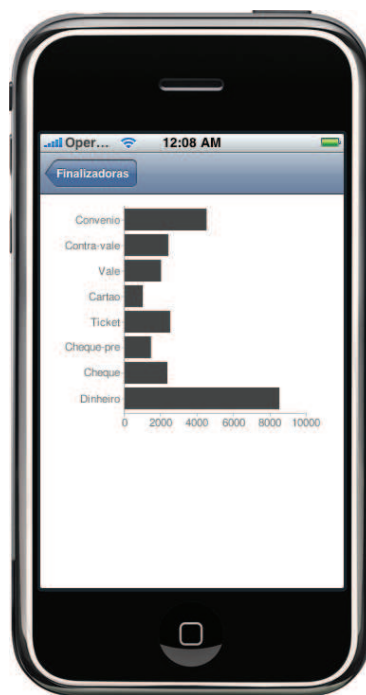 Oper... 12:08 AM
Finalizadoras
Convenio
Contra-vale
Vale
Cartao
Ticket
Cheque-pre
Cheque
Dinheiro
0 2000 4000 6000 8000 10000